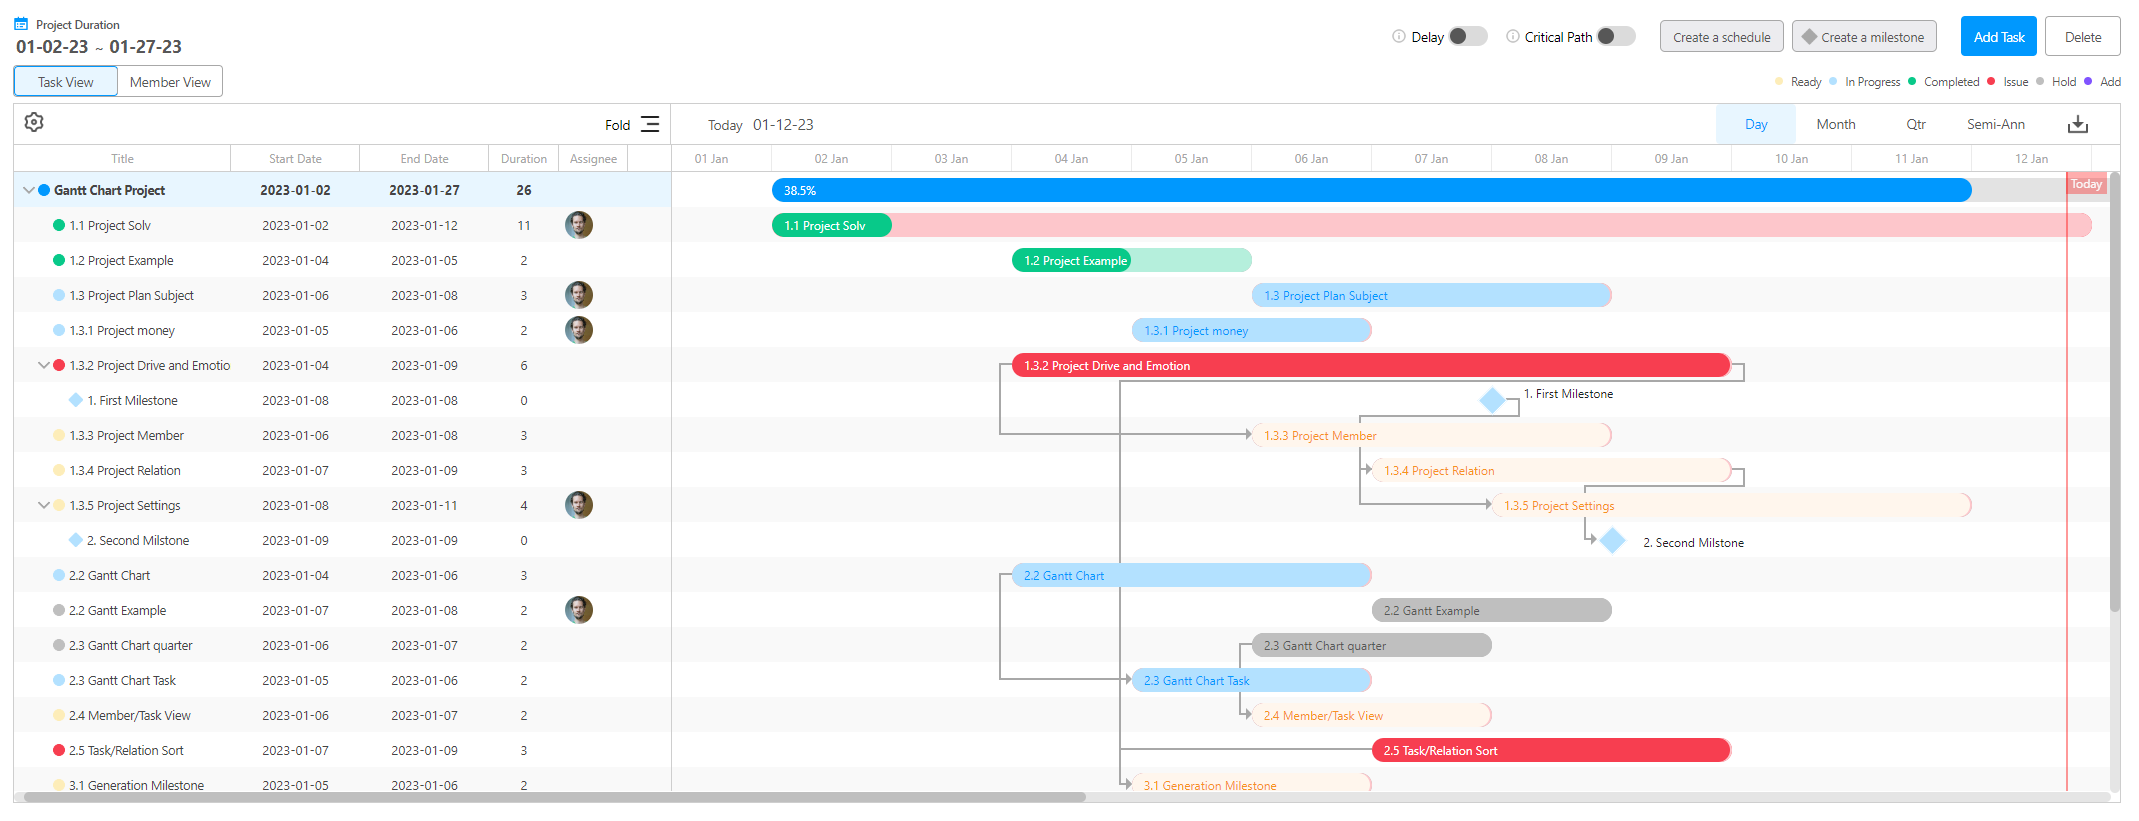 Project Duration
01-02-23 ~ 01-27-23
Delay
Critical Path
Create a schedule
Create a milestone
Add Task
Delete
Task View
Member View
Ready
In Progress
Completed
Issue
Hold
Add
Fold
Today 01-12-23
Day
Month
Qtr
Semi-Ann
Title Start Date End Date Duration Assignee
01 Jan 02 Jan 03 Jan 04 Jan 05 Jan 06 Jan 07 Jan 08 Jan 09 Jan 10 Jan 11 Jan 12 Jan
Gantt Chart Project 2023-01-02 2023-01-27 26 38.5% Today
1.1 Project Solv 2023-01-02 2023-01-12 11 1.1 Project Solv
1.2 Project Example 2023-01-04 2023-01-05 2 1.2 Project Example
1.3 Project Plan Subject 2023-01-06 2023-01-08 3 1.3 Project Plan Subject
1.3.1 Project money 2023-01-05 2023-01-06 2 1.3.1 Project money
1.3.2 Project Drive and Emotio 2023-01-04 2023-01-09 6 1.3.2 Project Drive and Emotion
1. First Milestone 2023-01-08 2023-01-08 0 1. First Milestone
1.3.3 Project Member 2023-01-06 2023-01-08 3 1.3.3 Project Member
1.3.4 Project Relation 2023-01-07 2023-01-09 3 1.3.4 Project Relation
1.3.5 Project Settings 2023-01-08 2023-01-11 4 1.3.5 Project Settings
2. Second Milstone 2023-01-09 2023-01-09 0 2. Second Milstone
2.2 Gantt Chart 2023-01-04 2023-01-06 3 2.2 Gantt Chart
2.2 Gantt Example 2023-01-07 2023-01-08 2 2.2 Gantt Example
2.3 Gantt Chart quarter 2023-01-06 2023-01-07 2 2.3 Gantt Chart quarter
2.3 Gantt Chart Task 2023-01-05 2023-01-06 2 2.3 Gantt Chart Task
2.4 Member/Task View 2023-01-06 2023-01-07 2 2.4 Member/Task View
2.5 Task/Relation Sort 2023-01-07 2023-01-09 3 2.5 Task/Relation Sort
3.1 Generation Milestone 2023-01-05 2023-01-06 2 3.1 Generation Milestone